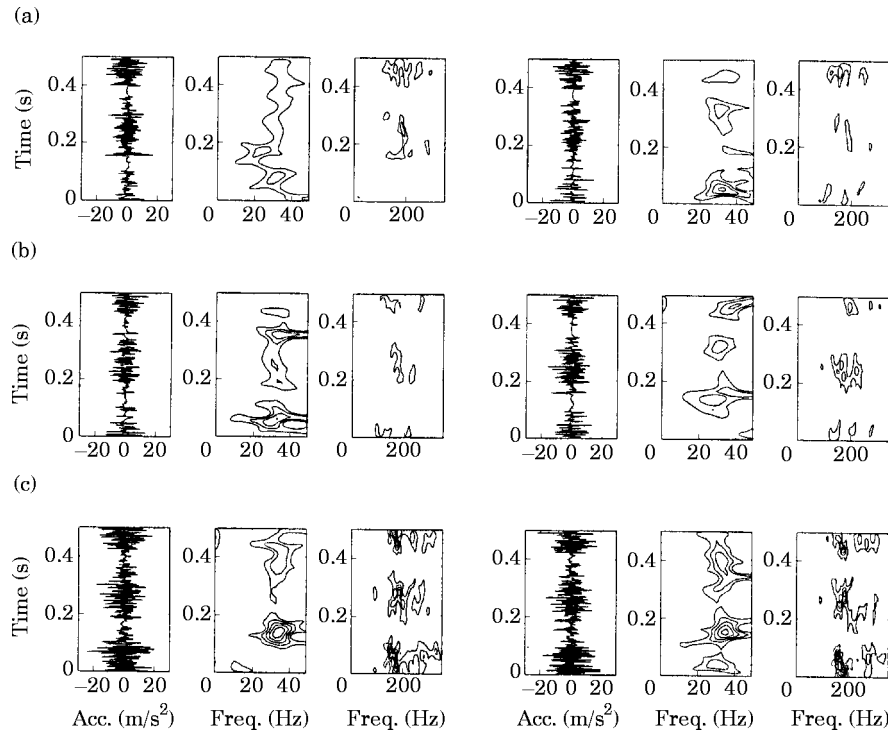 (a)
Time (s)
0.4 0.4 0.4 0.4 0.4 0.4
0.2 0.2 0.2 0.2 0.2 0.2
0 0 0 0
−20 0 20 20 40 200 −20 0 20 20 40 200
(b)
Time (s)
0.4 0.4 0.4 0.4 0.4 0.4
0.2 0.2 0.2 0.2 0.2 0.2
0 0 0 0 0 0
−20 0 20 20 40 200 −20 0 20 20 40 200
(c)
Time (s)
0.4 0.4 0.4 0.4 0.4 0.4
0.2 0.2 0.2 0.2 0.2 0.2
0 0 0 0 0 0
−20 0 20 20 40 200 −20 0 20 20 40 200
Acc. (m/s²) Freq. (Hz) Freq. (Hz) Acc. (m/s²) Freq. (Hz) Freq. (Hz)